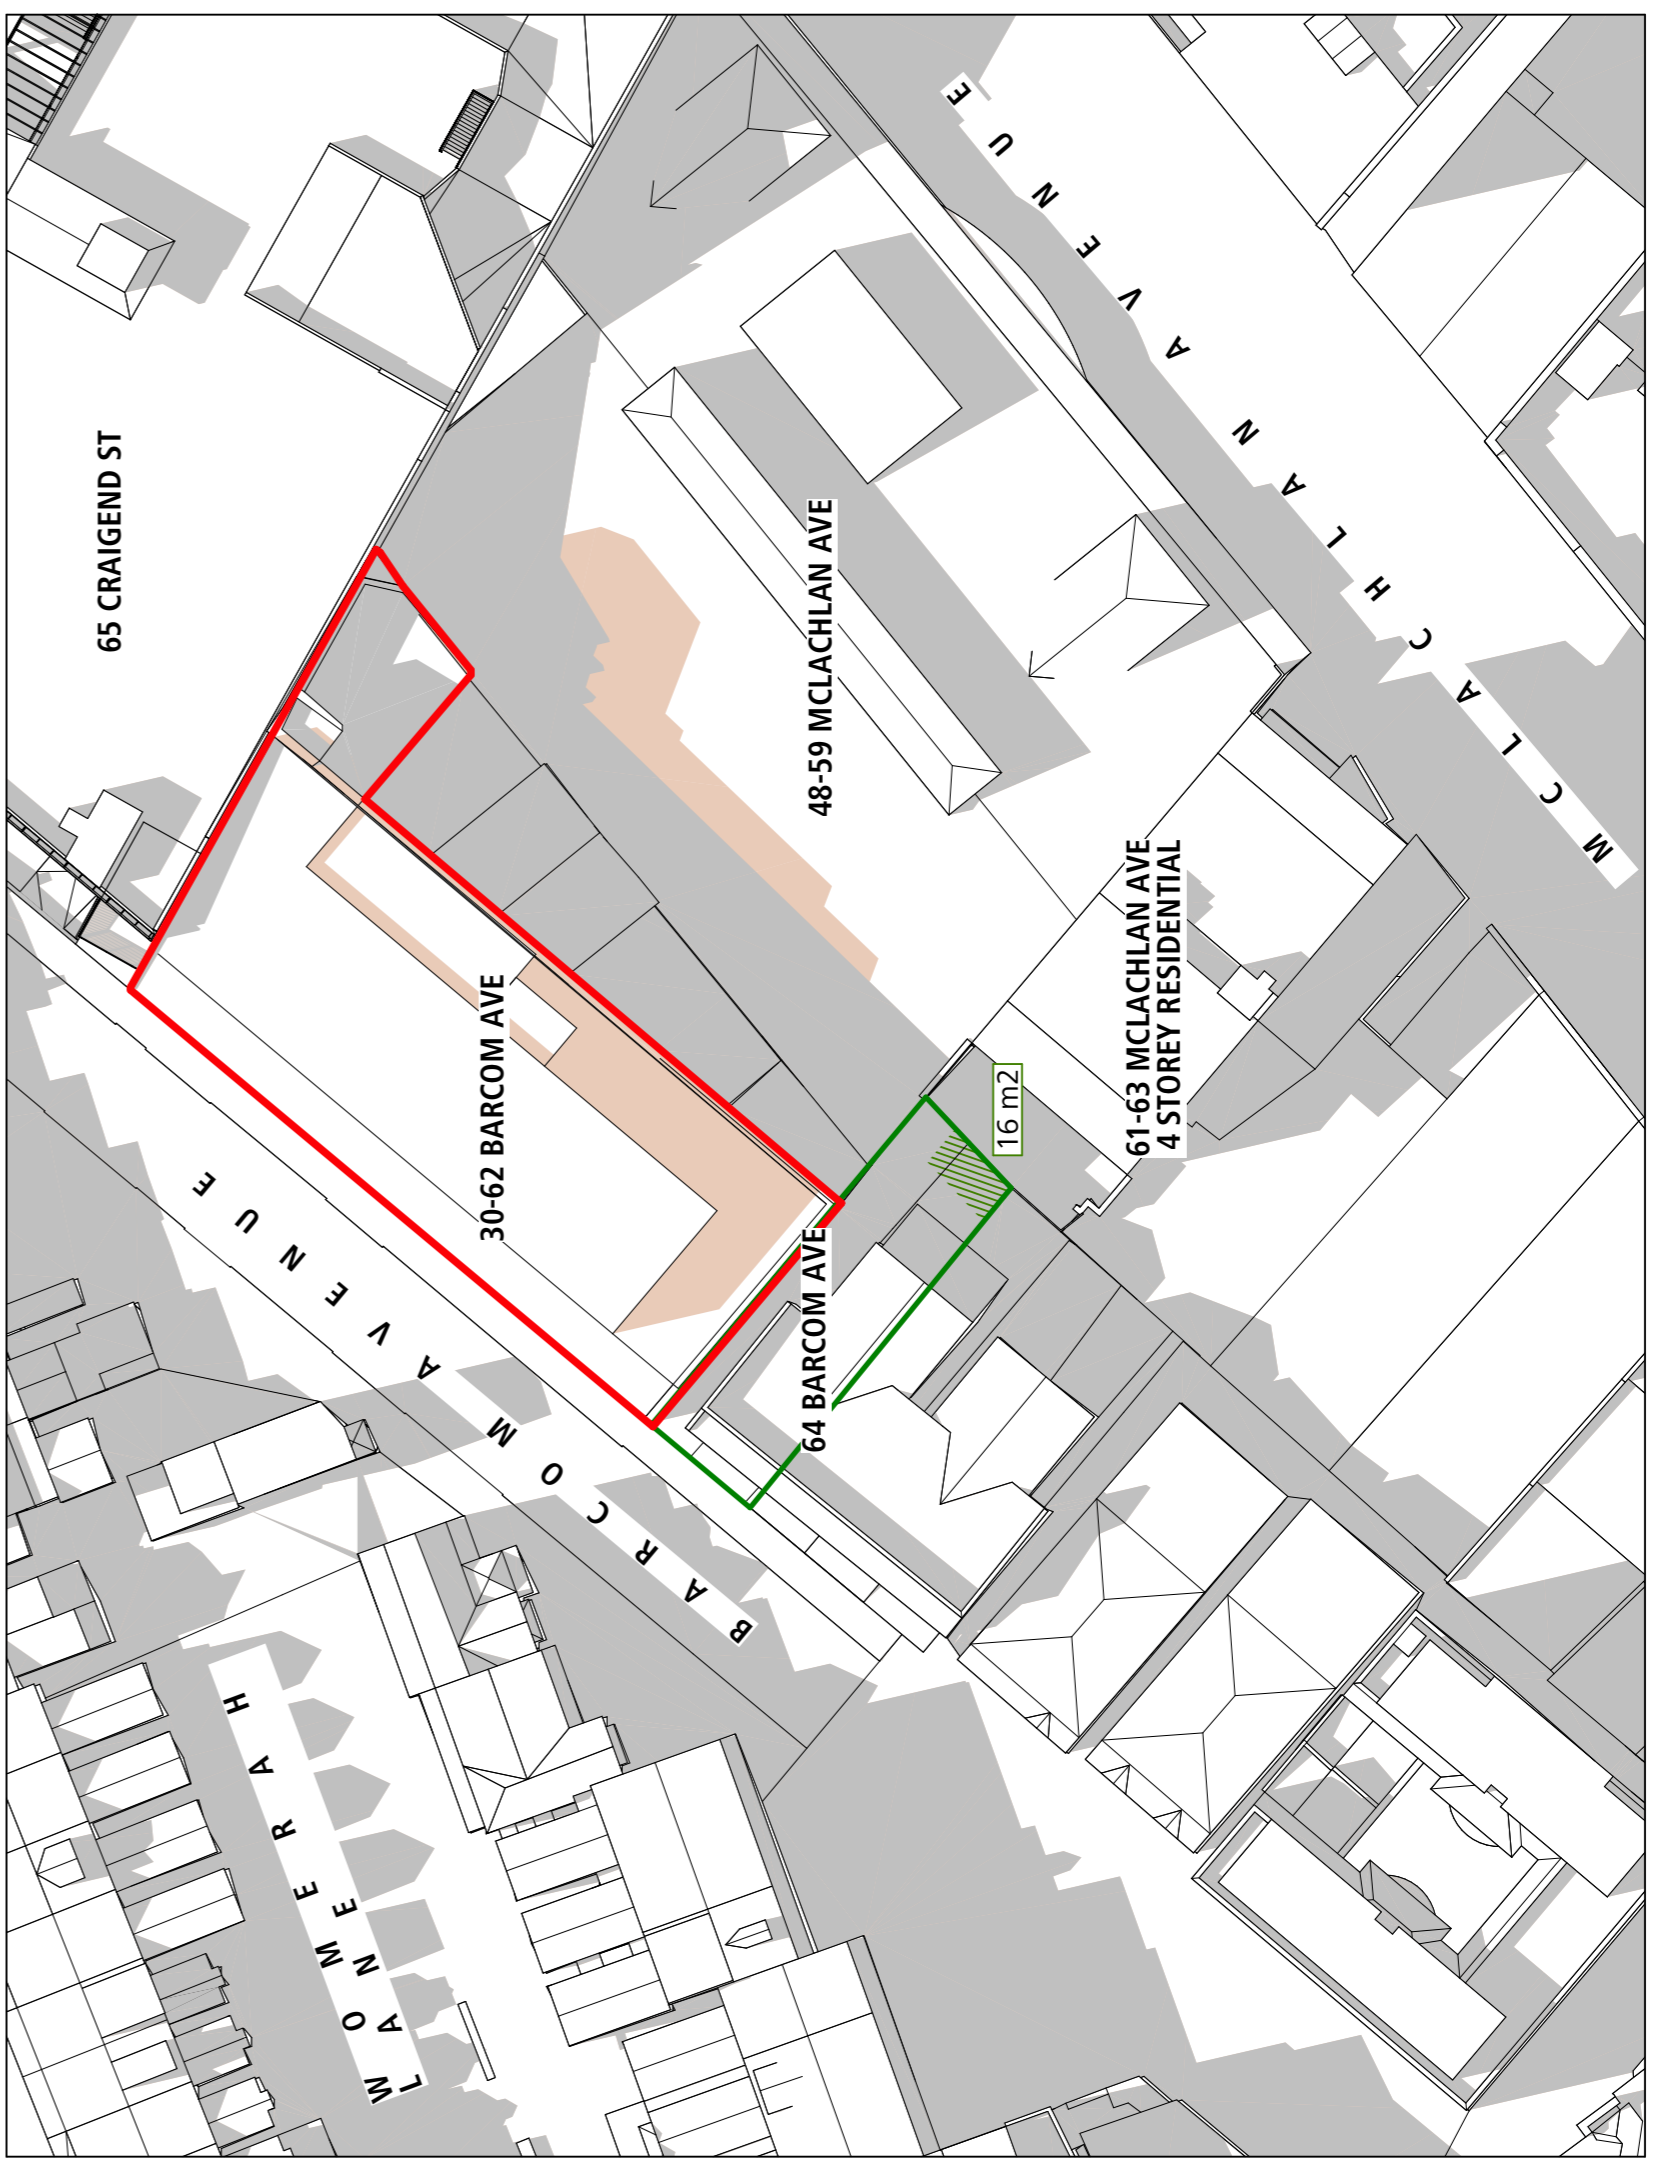 65 CRAIGEND ST
MCLACHLAN AVENUE
48-59 MCLACHLAN AVE
30-62 BARCOM AVE
61-63 MCLACHLAN AVE
4 STOREY RESIDENTIAL
16 m2
64 BARCOM AVE
BARCOM AVENUE
WOMERAH
LANE